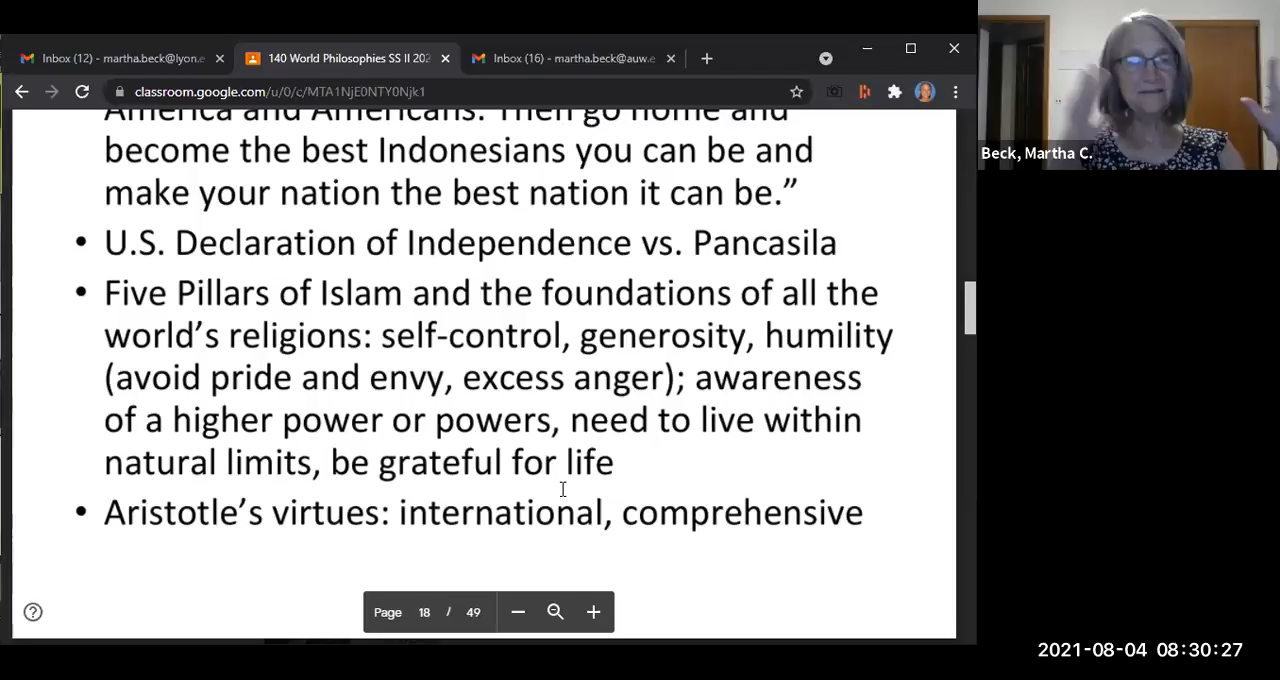 Inbox (12) - martha.beck@lyon.e
140 World Philosophies SS II 202
Inbox (16) - martha.beck@auw.e
classroom.google.com/u/0/c/MTA1NjE0NTY0Njk1
America and Americans. Then go home and
become the best Indonesians you can be and
make your nation the best nation it can be.”
• U.S. Declaration of Independence vs. Pancasila
• Five Pillars of Islam and the foundations of all the
world’s religions: self-control, generosity, humility
(avoid pride and envy, excess anger); awareness
of a higher power or powers, need to live within
natural limits, be grateful for life
• Aristotle’s virtues: international, comprehensive
Page 18 / 49
Beck, Martha C.
2021-08-04 08:30:27